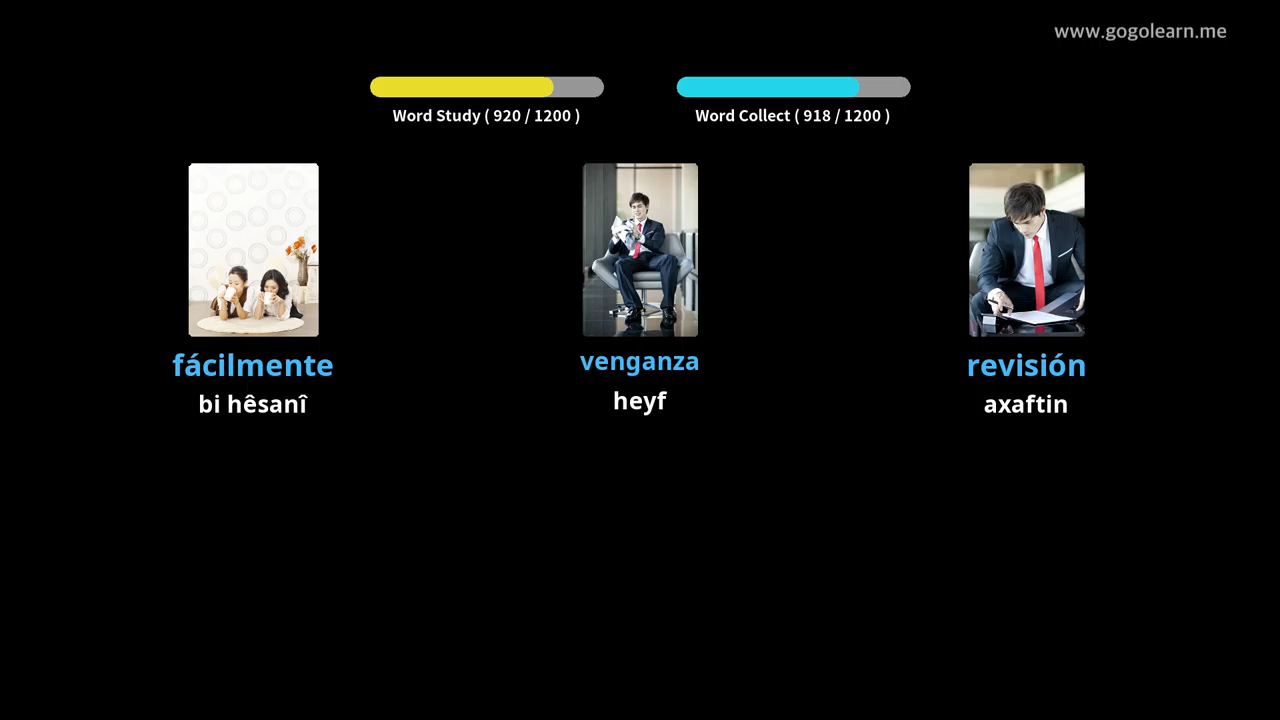 www.gogolearn.me
Word Study ( 920 / 1200 )
Word Collect ( 918 / 1200 )
fácilmente
venganza
revisión
bi hêsanî
heyf
axaftin